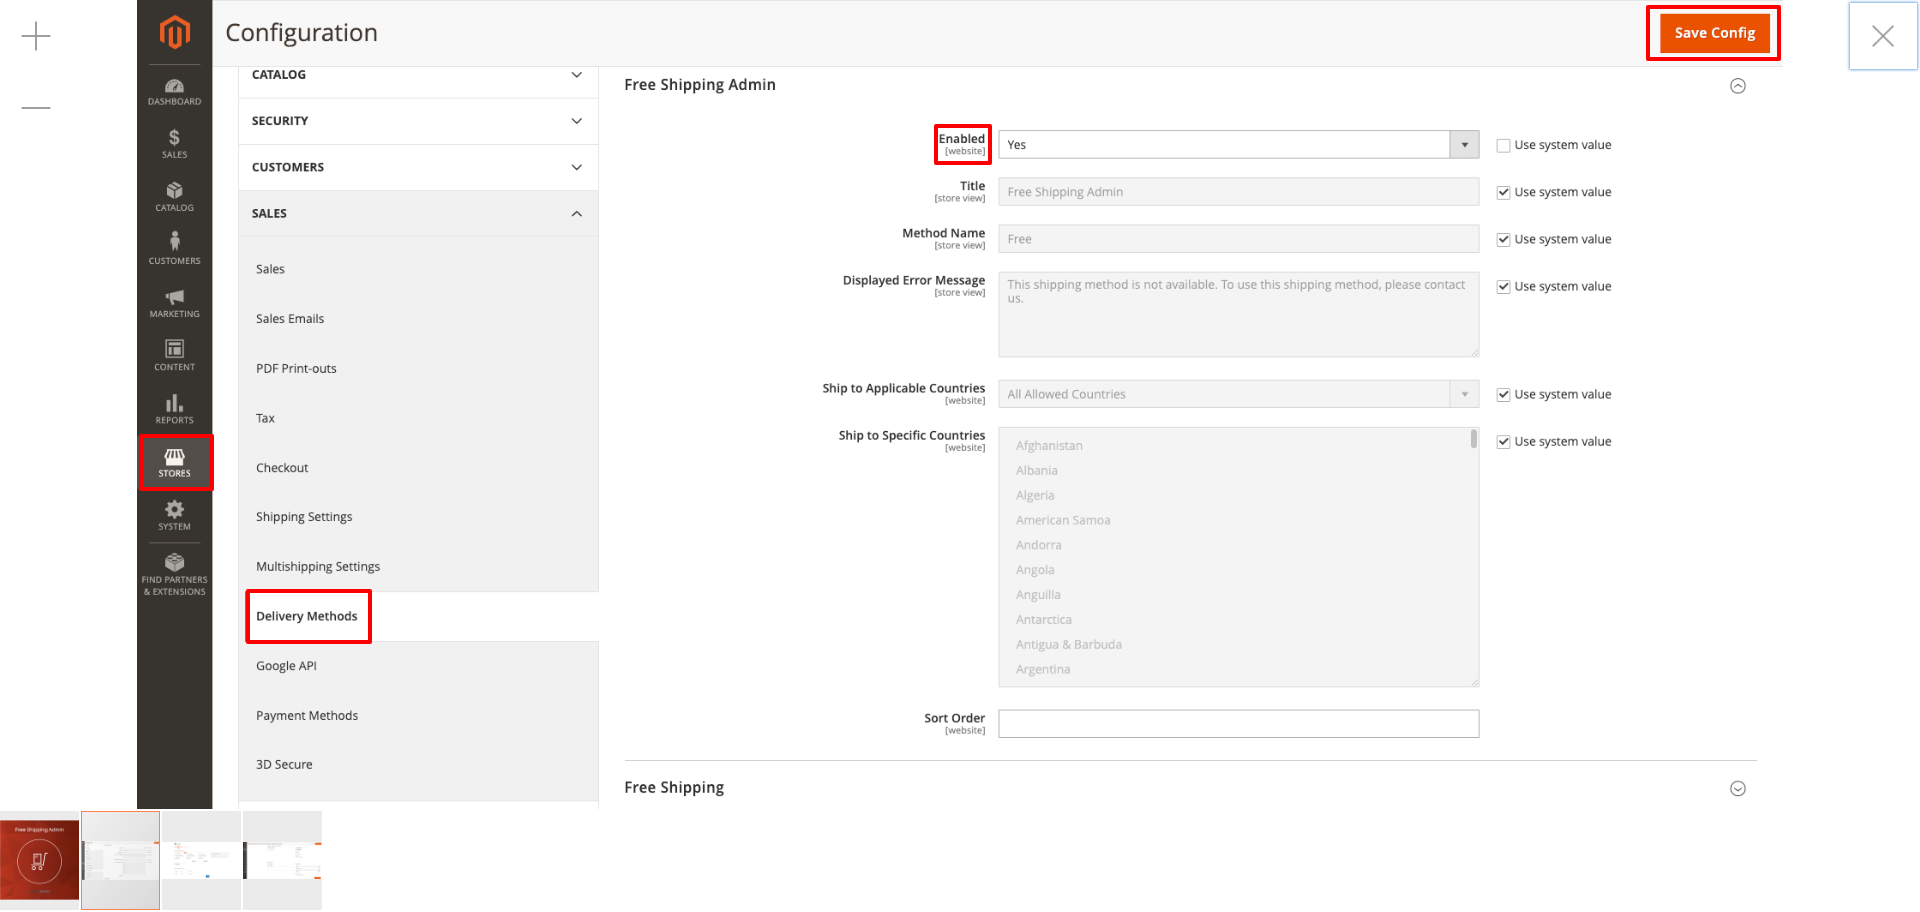 Configuration
Save Config
DASHBOARD
SALES
CATALOG
CUSTOMERS
MARKETING
CONTENT
REPORTS
STORES
SYSTEM
FIND PARTNERS
& EXTENSIONS
CATALOG
SECURITY
CUSTOMERS
SALES
Sales
Sales Emails
PDF Print-outs
Tax
Checkout
Shipping Settings
Multishipping Settings
Delivery Methods
Google API
Payment Methods
3D Secure
Free Shipping Admin
Enabled
[website]
Yes
Use system value
Title
[store view]
Free Shipping Admin
Use system value
Method Name
[store view]
Free
Use system value
Displayed Error Message
[store view]
This shipping method is not available. To use this shipping method, please contact
us.
Use system value
Ship to Applicable Countries
[website]
All Allowed Countries
Use system value
Ship to Specific Countries
[website]
Afghanistan
Albania
Algeria
American Samoa
Andorra
Angola
Anguilla
Antarctica
Antigua & Barbuda
Argentina
Use system value
Sort Order
[website]
Free Shipping
Free Shipping Admin